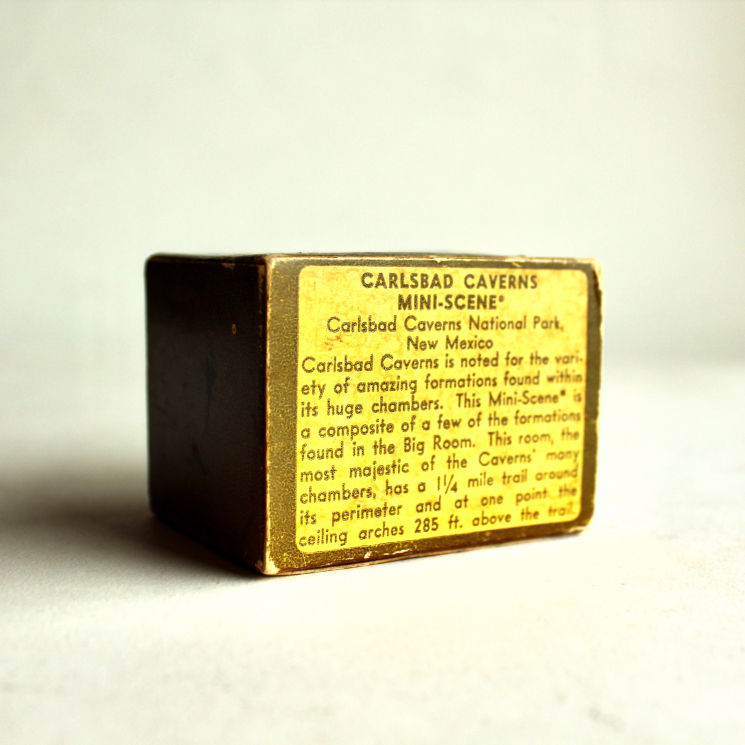 CARLSBAD CAVERNS
MINI-SCENE®
Carlsbad Caverns National Park,
New Mexico
Carlsbad Caverns is noted for the vari-
ety of amazing formations found within
its huge chambers. This Mini-Scene® is
a composite of a few of the formations
found in the Big Room. This room, the
most majestic of the Caverns' many
chambers, has a 1¼ mile trail around
its perimeter and at one point the
ceiling arches 285 ft. above the trail.